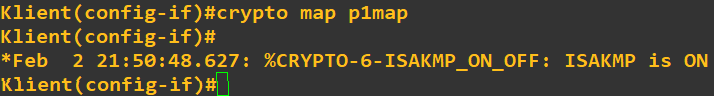 Klient(config-if)#crypto map p1map
Klient(config-if)#
*Feb  2 21:50:48.627: %CRYPTO-6-ISAKMP_ON_OFF: ISAKMP is ON
Klient(config-if)#